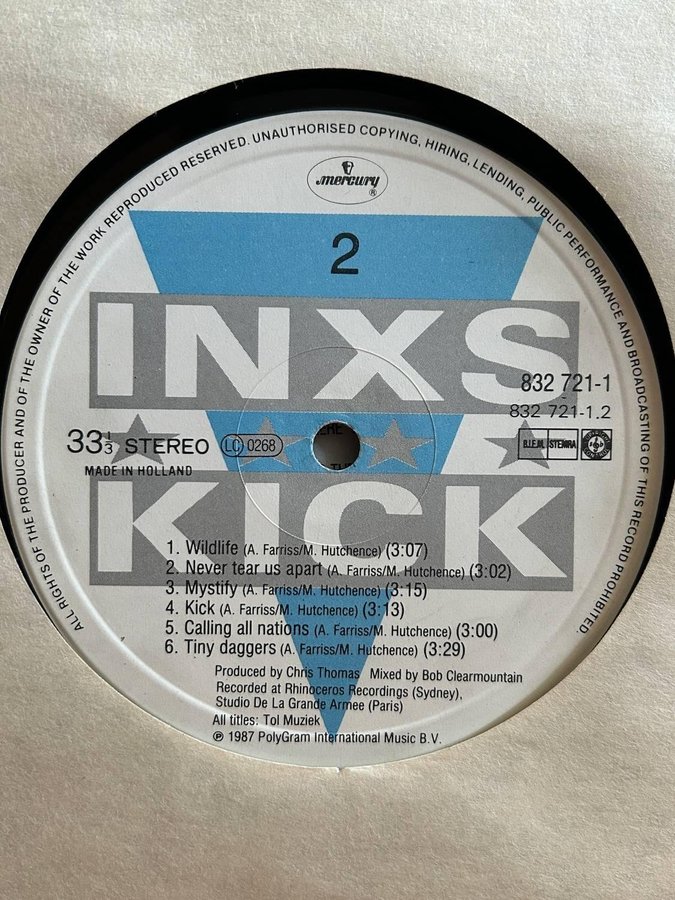 ALL RIGHTS OF THE PRODUCER AND OF THE OWNER OF THE WORK REPRODUCED RESERVED. UNAUTHORISED COPYING, HIRING, LENDING, PUBLIC PERFORMANCE AND BROADCASTING OF THIS RECORD PROHIBITED.
mercury ®
2
INXS
832 721-1
832 721-1.2
33 1/3 STEREO LC 0268
B.I.E.M. STEMRA
MADE IN HOLLAND
KICK
1. Wildlife (A. Farriss/M. Hutchence) (3:07)
2. Never tear us apart (A. Farriss/M. Hutchence) (3:02)
3. Mystify (A. Farriss/M. Hutchence) (3:15)
4. Kick (A. Farriss/M. Hutchence) (3:13)
5. Calling all nations (A. Farriss/M. Hutchence) (3:00)
6. Tiny daggers (A. Farriss/M. Hutchence) (3:29)
Produced by Chris Thomas Mixed by Bob Clearmountain
Recorded at Rhinoceros Recordings (Sydney),
Studio De La Grande Armee (Paris)
All titles: Tol Muziek
℗ 1987 PolyGram International Music B.V.